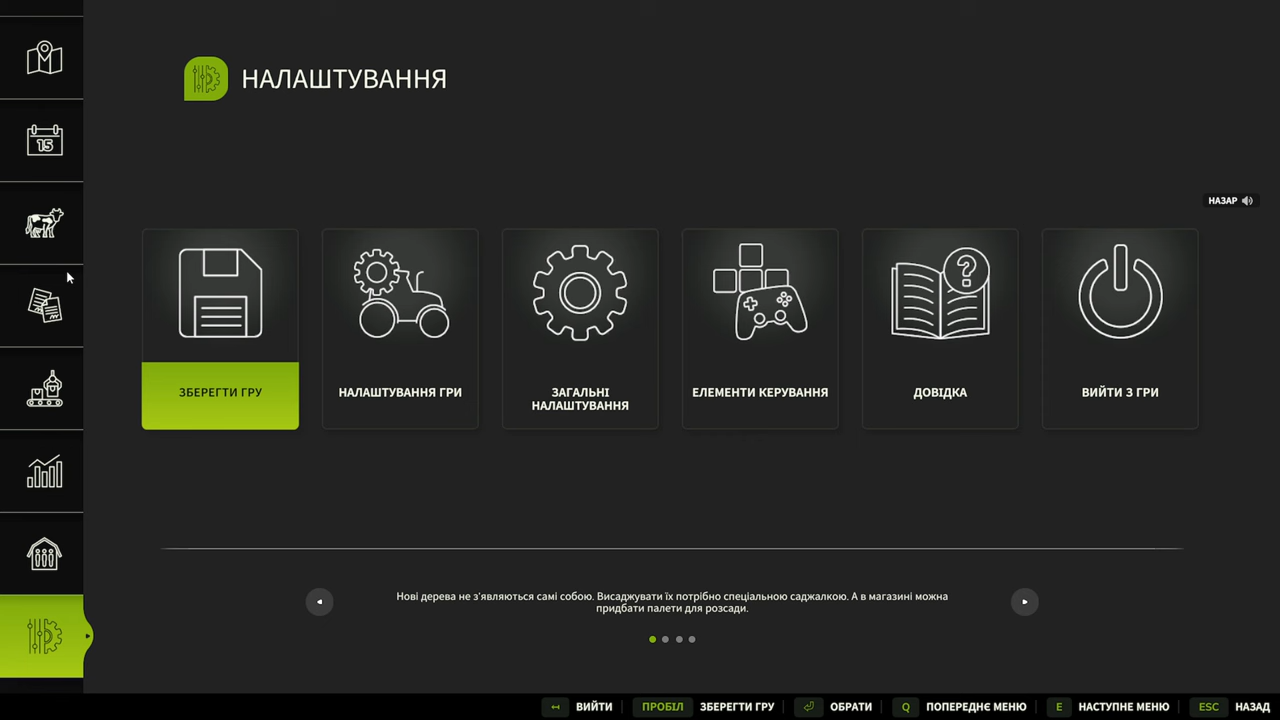 НАЛАШТУВАННЯ
15
НАЗАР
ЗБЕРЕГТИ ГРУ
НАЛАШТУВАННЯ ГРИ
ЗАГАЛЬНІ
НАЛАШТУВАННЯ
ЕЛЕМЕНТИ КЕРУВАННЯ
?
ДОВІДКА
ВИЙТИ З ГРИ
Нові дерева не з'являються самі собою. Висаджувати їх потрібно спеціальною саджалкою. А в магазині можна
придбати палети для розсади.
ВИЙТИ
ПРОБІЛ ЗБЕРЕГТИ ГРУ
ОБРАТИ
Q ПОПЕРЕДНЄ МЕНЮ
E НАСТУПНЕ МЕНЮ
ESC НАЗАД